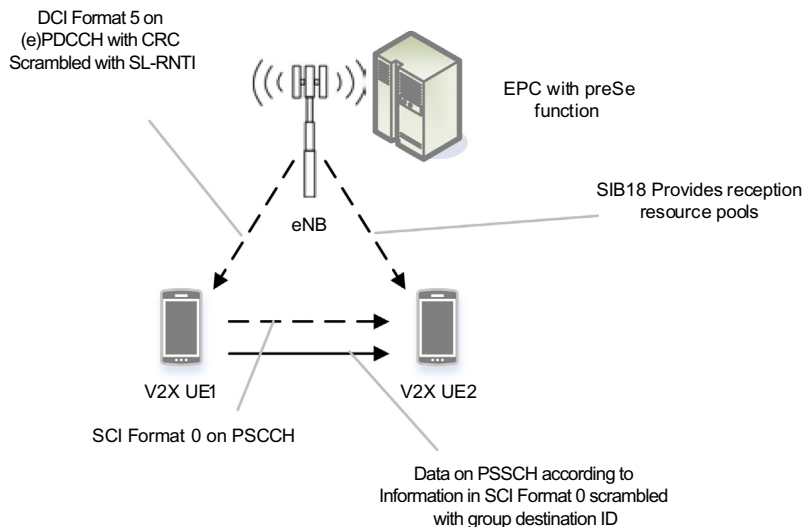 DCI Format 5 on
(e)PDCCH with CRC
Scrambled with SL-RNTI
EPC with preSe
function
SIB18 Provides reception
resource pools
eNB
V2X UE1
V2X UE2
SCI Format 0 on PSCCH
Data on PSSCH according to
Information in SCI Format 0 scrambled
with group destination ID